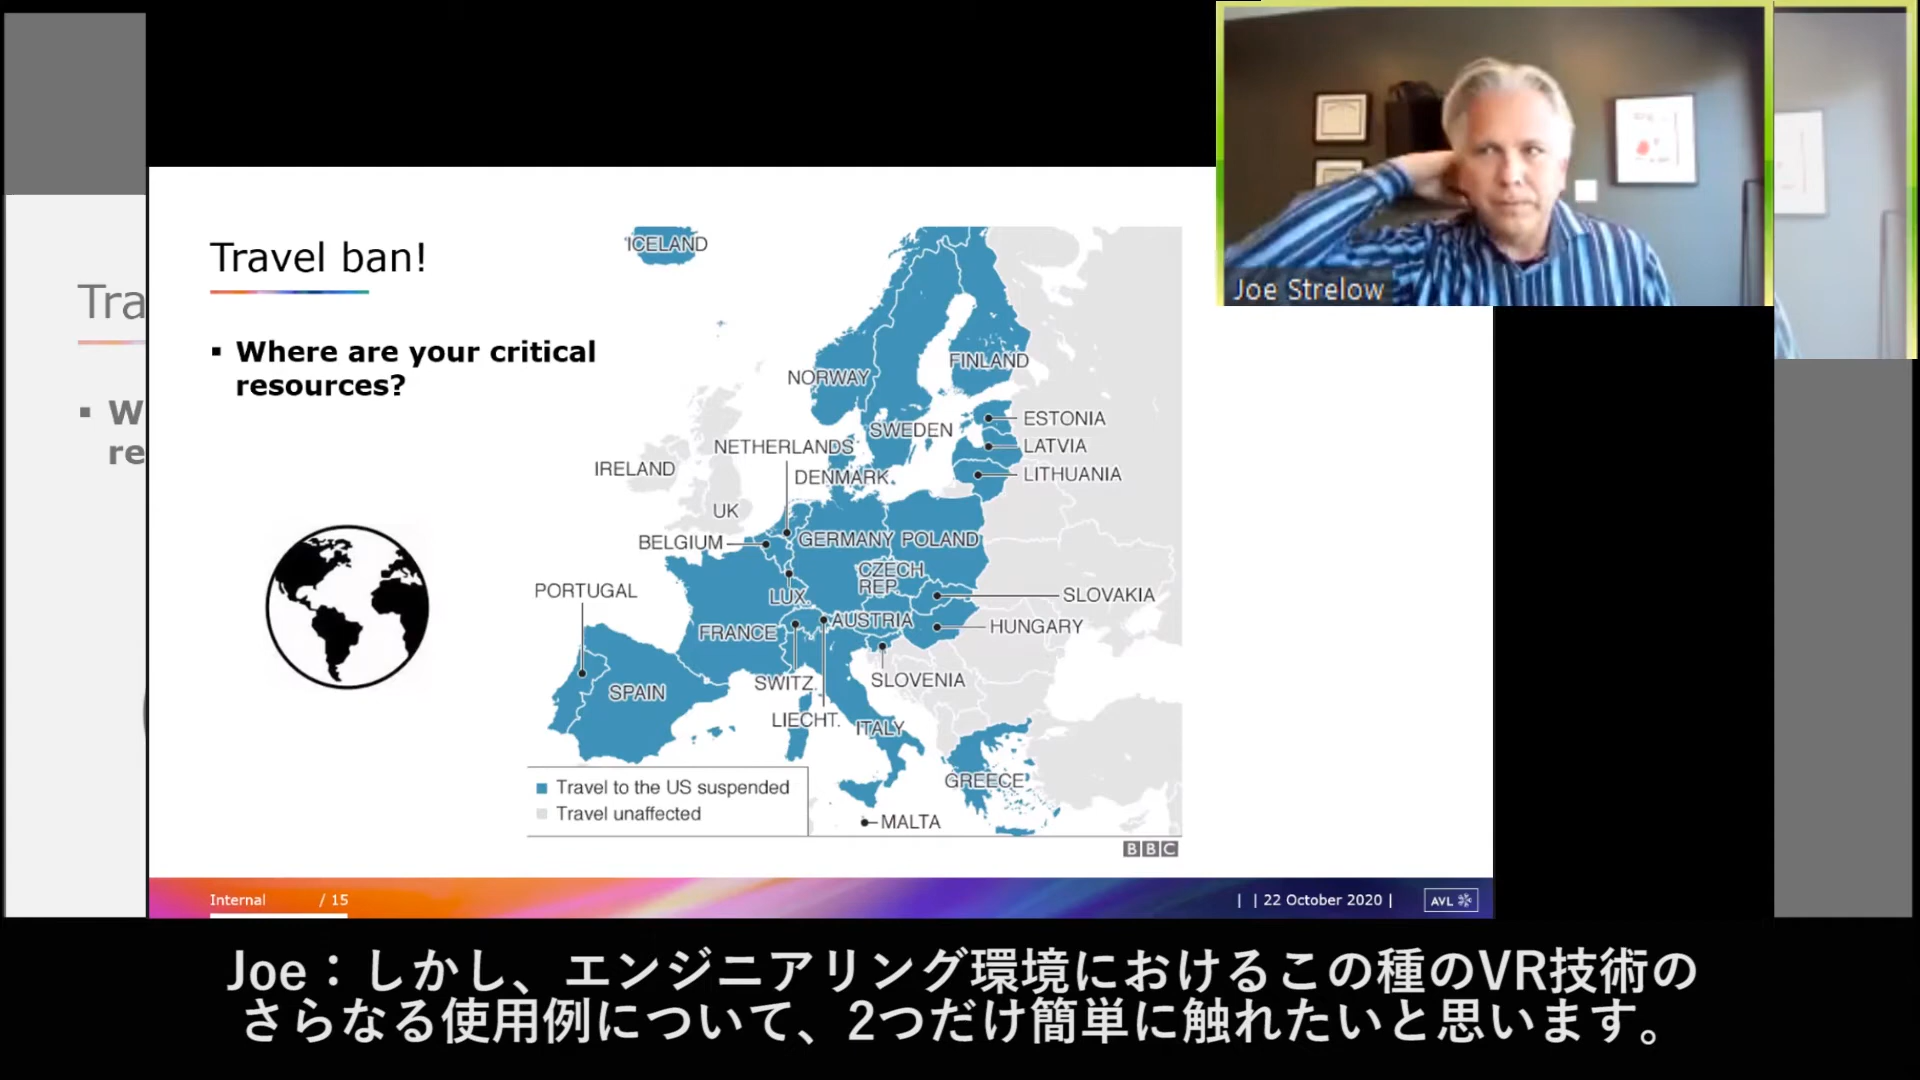 Tra
W
re
Travel ban!
▪ Where are your critical
resources?
ICELAND
NORWAY
FINLAND
SWEDEN
ESTONIA
LATVIA
LITHUANIA
NETHERLANDS
DENMARK
IRELAND
UK
BELGIUM
GERMANY
POLAND
CZECH
REP.
LUX.
SLOVAKIA
PORTUGAL
FRANCE
AUSTRIA
HUNGARY
SWITZ.
SLOVENIA
SPAIN
LIECHT.
ITALY
GREECE
MALTA
Travel to the US suspended
Travel unaffected
BBC
Internal / 15
| | 22 October 2020 |
AVL
Joe Strelow
Joe：しかし、エンジニアリング環境におけるこの種のVR技術の
さらなる使用例について、2つだけ簡単に触れたいと思います。